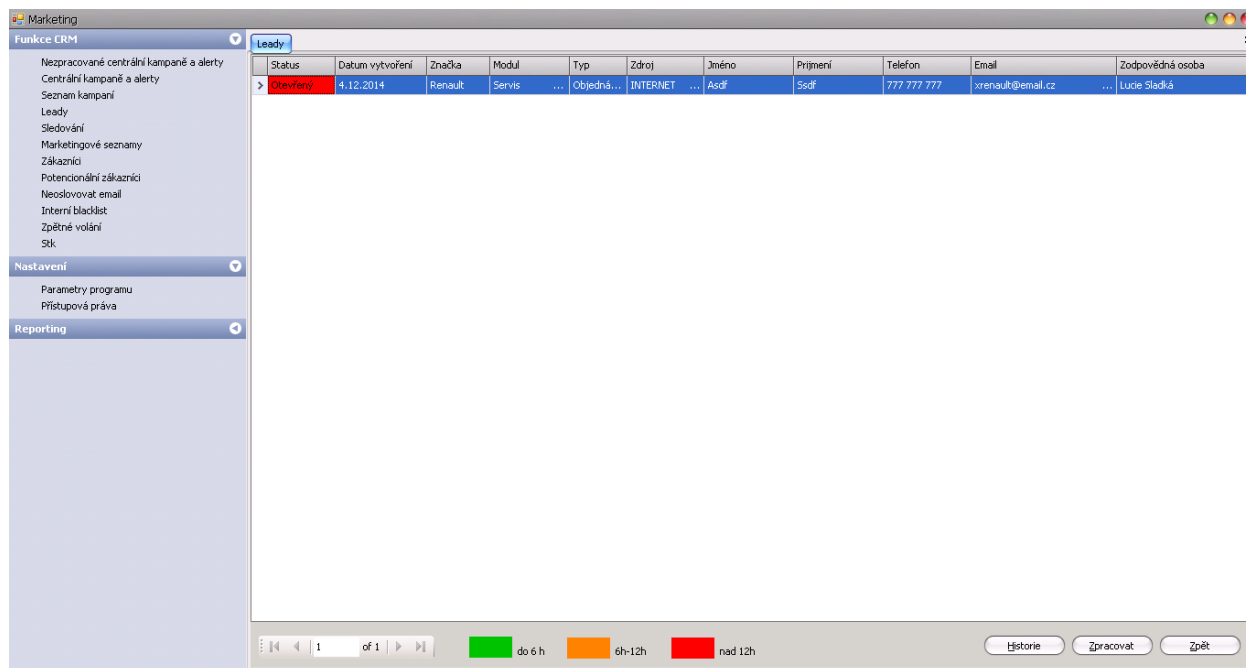 Marketing
Funkce CRM
Nezpracované centrální kampaně a alerty
Centrální kampaně a alerty
Seznam kampaní
Leady
Sledování
Marketingové seznamy
Zákazníci
Potencionální zákazníci
Neoslovovat email
Interní blacklist
Zpětné volání
Stk
Nastavení
Parametry programu
Přístupová práva
Reporting
Leady
Status Datum vytvoření Značka Modul Typ Zdroj Jméno Prijmení Telefon Email Zodpovědná osoba
Otevřený 4.12.2014 Renault Servis ... Objedná... INTERNET ... Asdf Ssdf 777 777 777 xrenault@email.cz ... Lucie Sladká
1 of 1 do 6 h 6h-12h nad 12h Historie Zpracovat Zpět